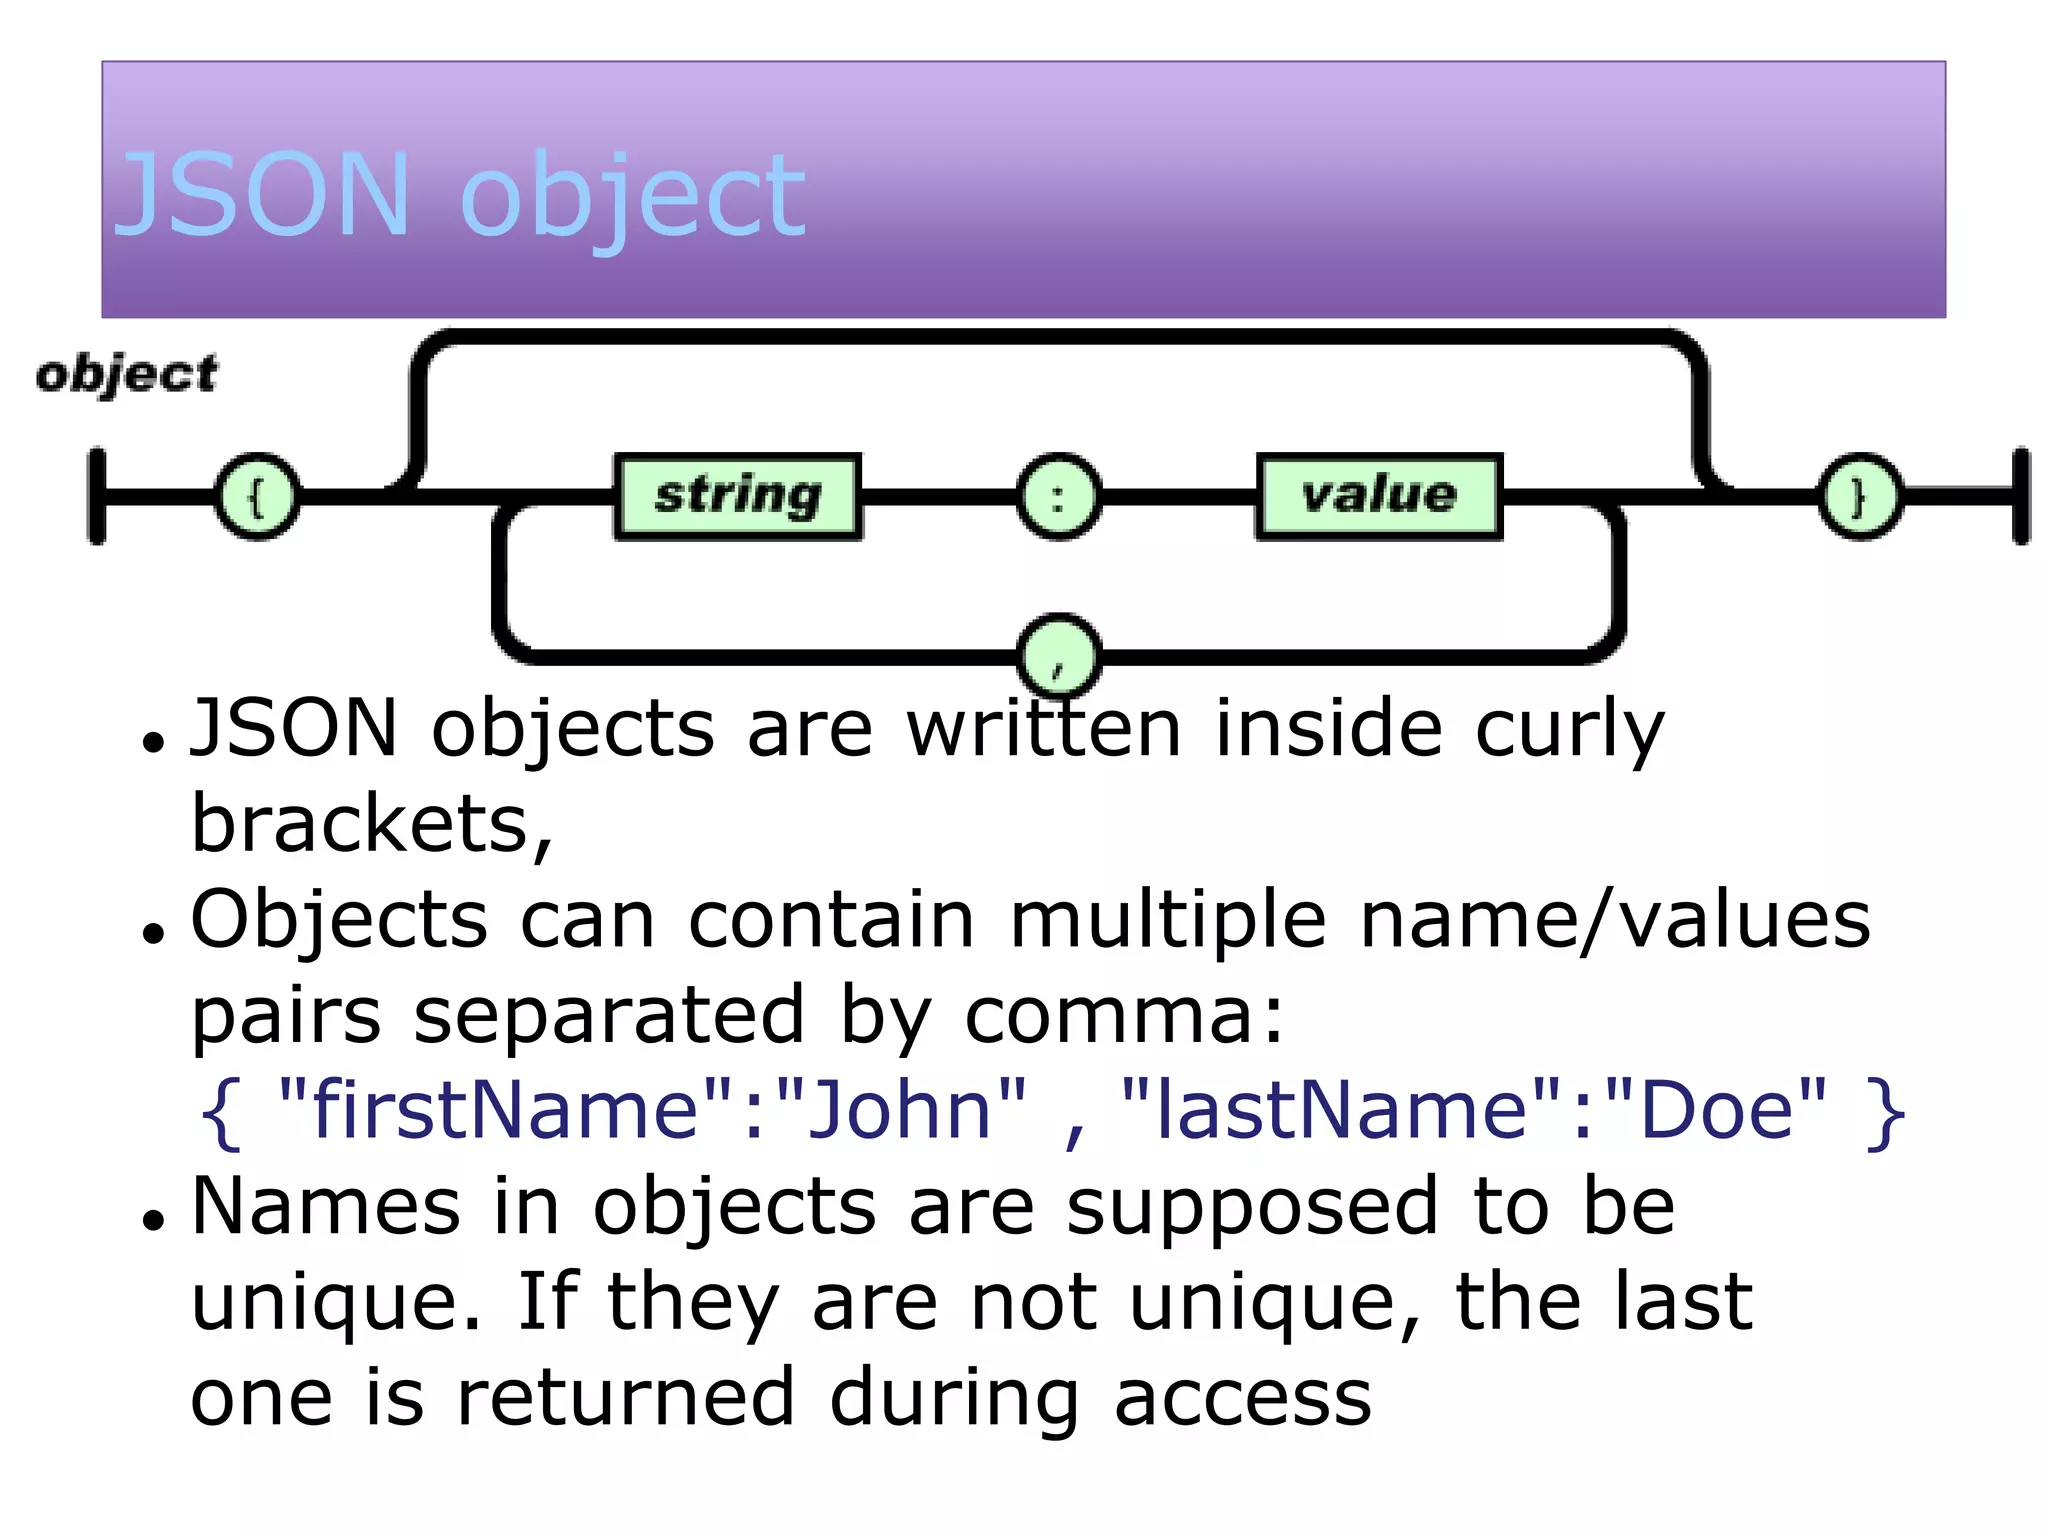 JSON object
object
{ string : value }
,
• JSON objects are written inside curly
brackets,
• Objects can contain multiple name/values
pairs separated by comma:
{ "firstName":"John" , "lastName":"Doe" }
• Names in objects are supposed to be
unique. If they are not unique, the last
one is returned during access